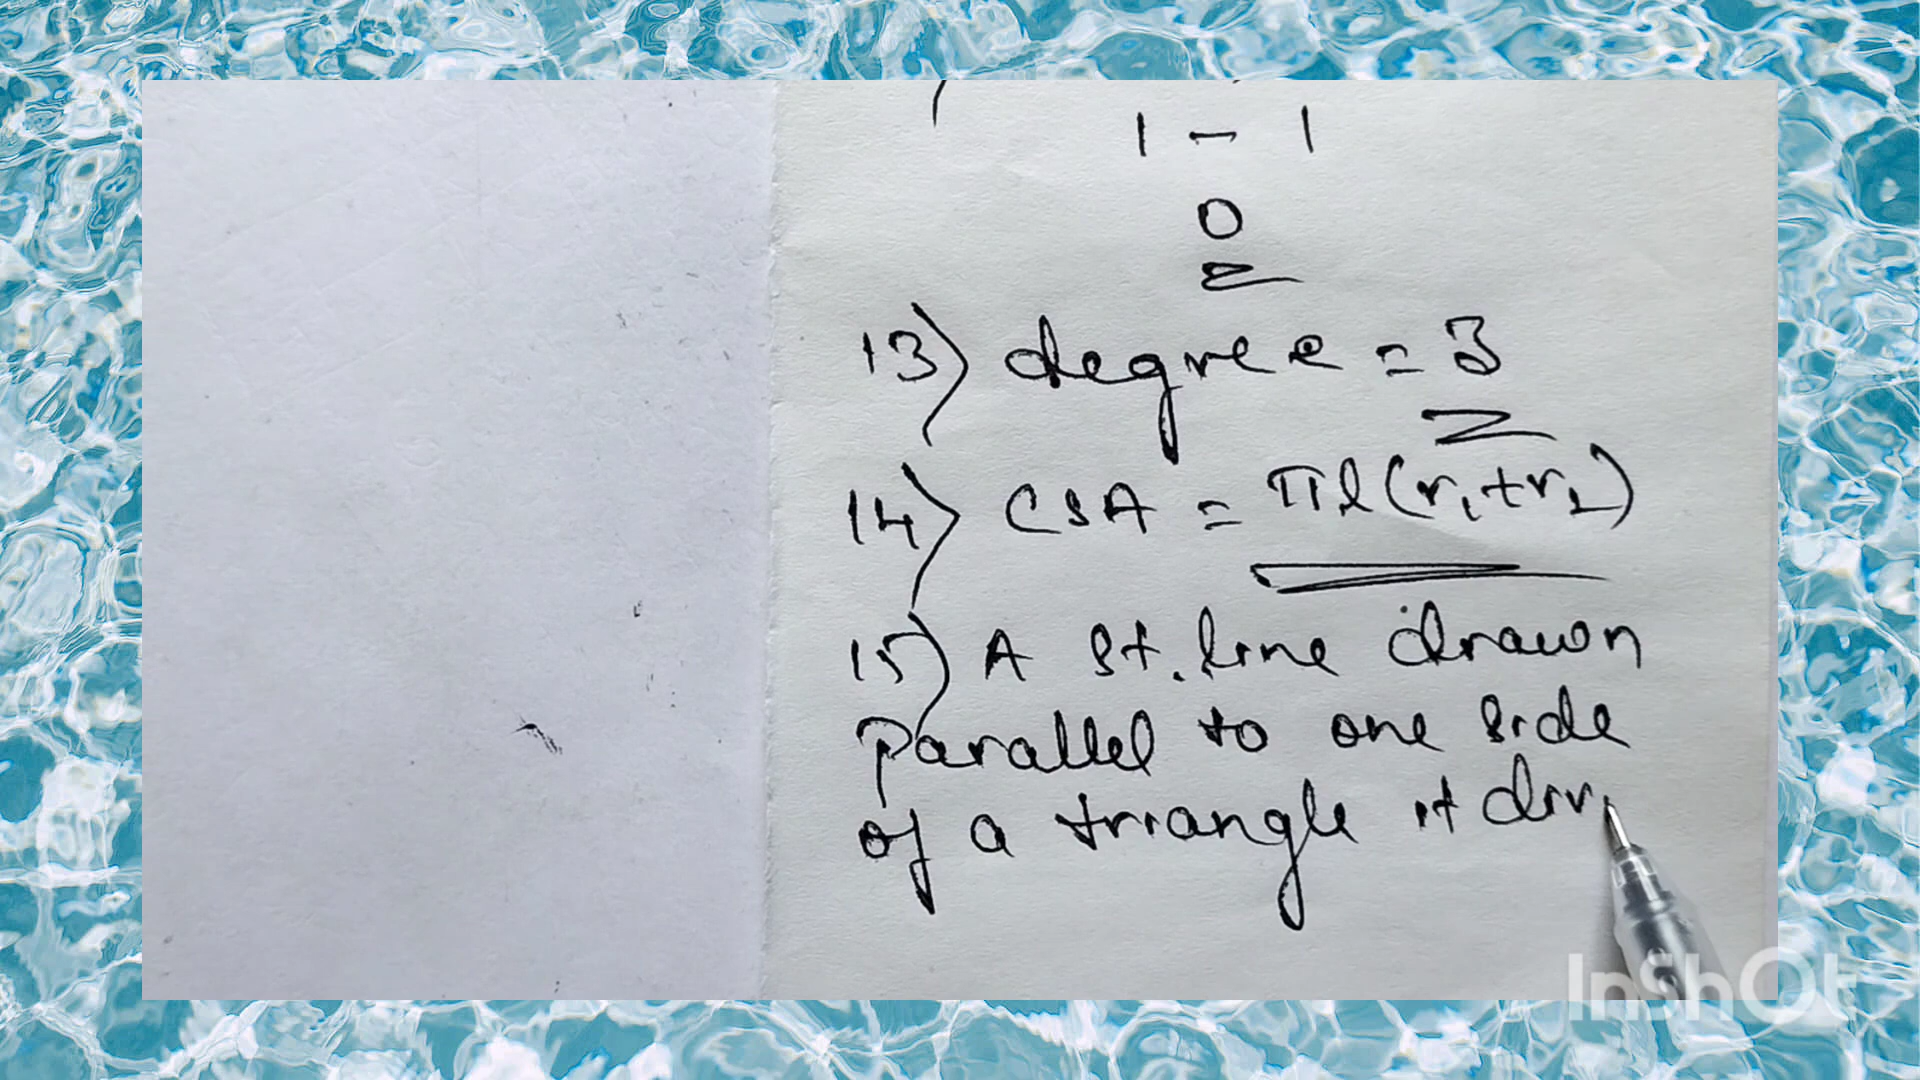 1 - 1
0
13) degree = 3
14) CSA = πl(r₁+r₂)
15) A st. line drawn
parallel to one side
of a triangle it div
InShOt